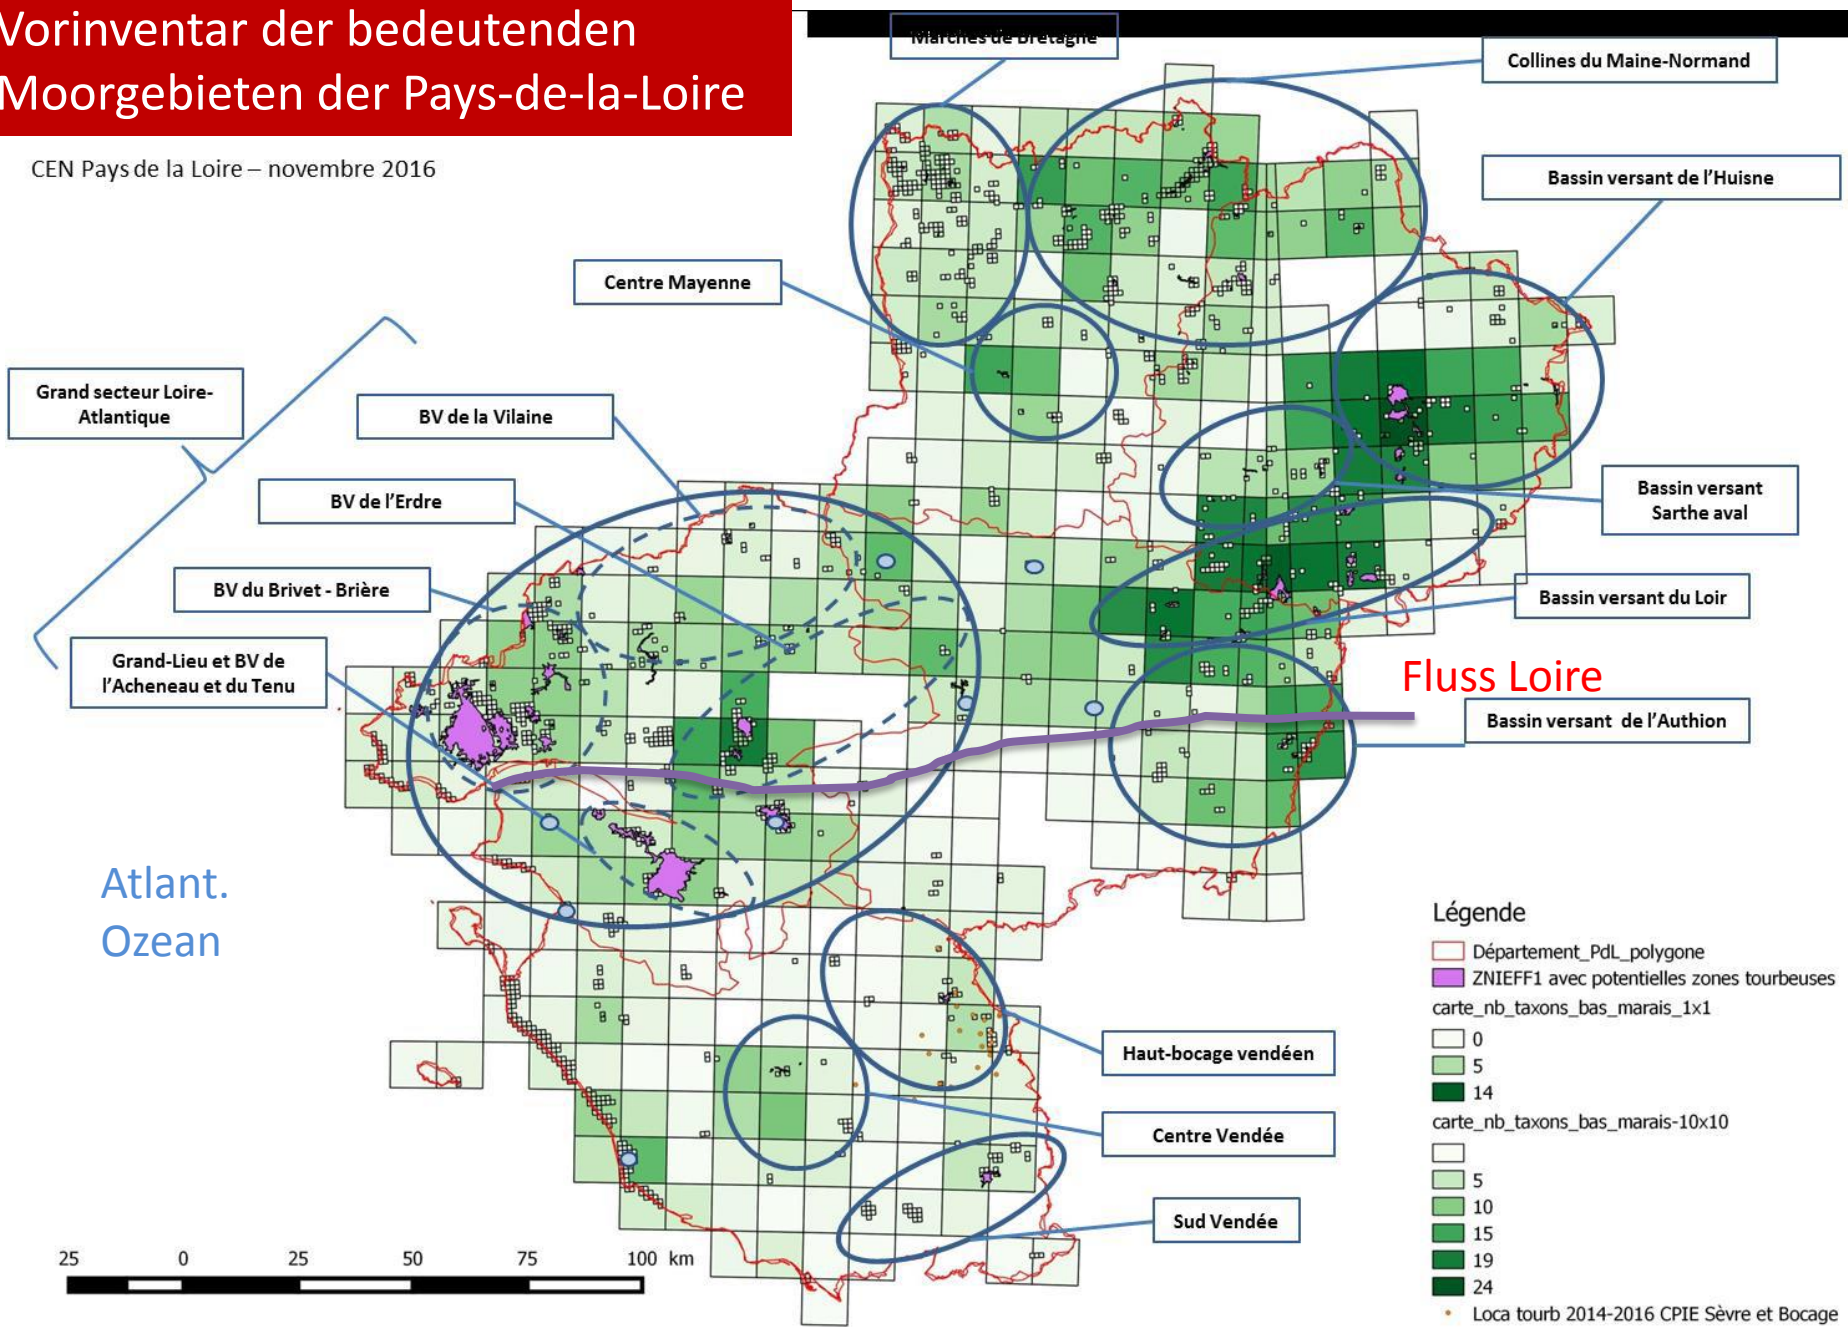 Vorinventar der bedeutenden
Moorgebieten der Pays-de-la-Loire
CEN Pays de la Loire – novembre 2016
Marches de Bretagne
Collines du Maine-Normand
Bassin versant de l'Huisne
Centre Mayenne
Grand secteur Loire-
Atlantique
BV de la Vilaine
BV de l'Erdre
Bassin versant
Sarthe aval
BV du Brivet - Brière
Bassin versant du Loir
Grand-Lieu et BV de
l'Acheneau et du Tenu
Fluss Loire
Bassin versant de l'Authion
Atlant.
Ozean
Haut-bocage vendéen
Centre Vendée
Sud Vendée
25 0 25 50 75 100 km
Légende
Département_PdL_polygone
ZNIEFF1 avec potentielles zones tourbeuses
carte_nb_taxons_bas_marais_1x1
0
5
14
carte_nb_taxons_bas_marais-10x10
5
10
15
19
24
Loca tourb 2014-2016 CPIE Sèvre et Bocage